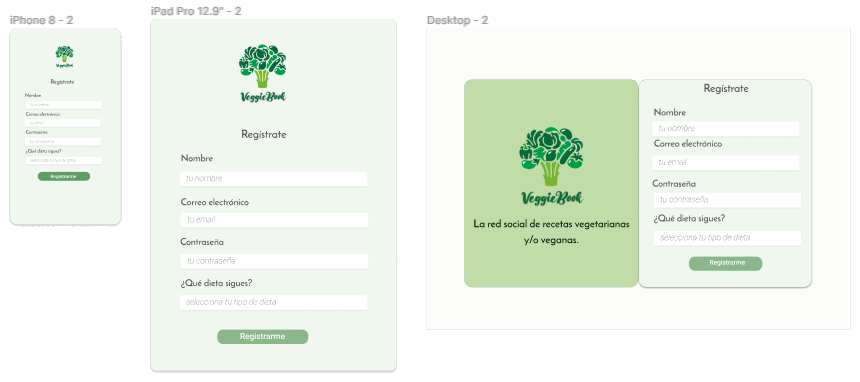 iPhone 8 - 2
VeggieBook
Regístrate
Nombre
tu nombre
Correo electrónico
tu email
Contraseña
tu contraseña
¿Qué dieta sigues?
selecciona tu tipo de dieta
Registrarme
iPad Pro 12.9" - 2
VeggieBook
Regístrate
Nombre
tu nombre
Correo electrónico
tu email
Contraseña
tu contraseña
¿Qué dieta sigues?
selecciona tu tipo de dieta
Registrarme
Desktop - 2
VeggieBook
La red social de recetas vegetarianas
y/o veganas.
Regístrate
Nombre
tu nombre
Correo electrónico
tu email
Contraseña
tu contraseña
¿Qué dieta sigues?
selecciona tu tipo de dieta
Registrarme